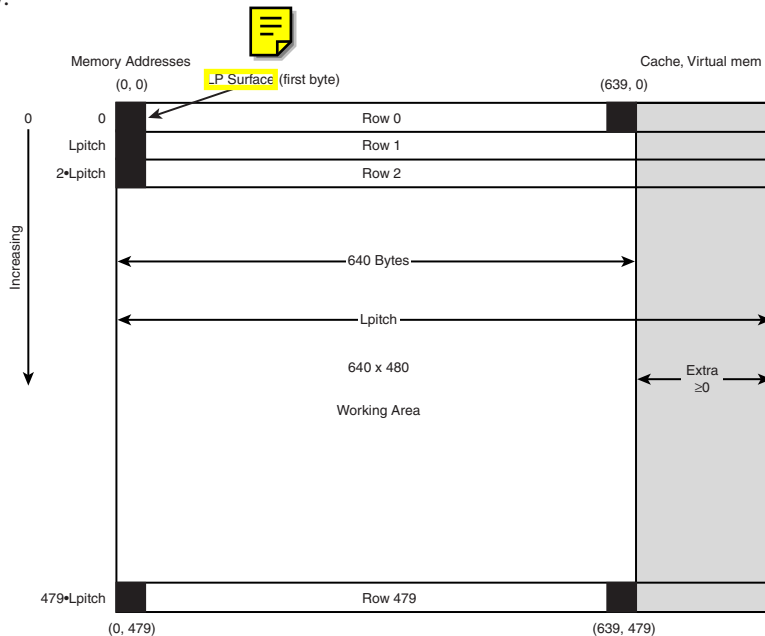 Memory Addresses
Cache, Virtual mem
(0, 0)
LP Surface (first byte)
(639, 0)
0
0
Row 0
Lpitch
Row 1
2•Lpitch
Row 2
Increasing
640 Bytes
Lpitch
640 x 480
Extra
≥0
Working Area
479•Lpitch
Row 479
(0, 479)
(639, 479)